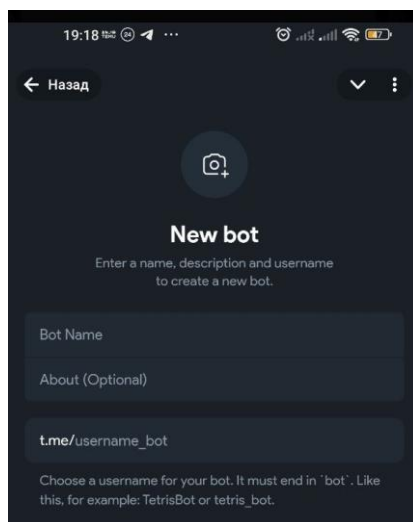 19:18
Назад
New bot
Enter a name, description and username
to create a new bot.
Bot Name
About (Optional)
t.me/username_bot
Choose a username for your bot. It must end in `bot`. Like
this, for example: TetrisBot or tetris_bot.